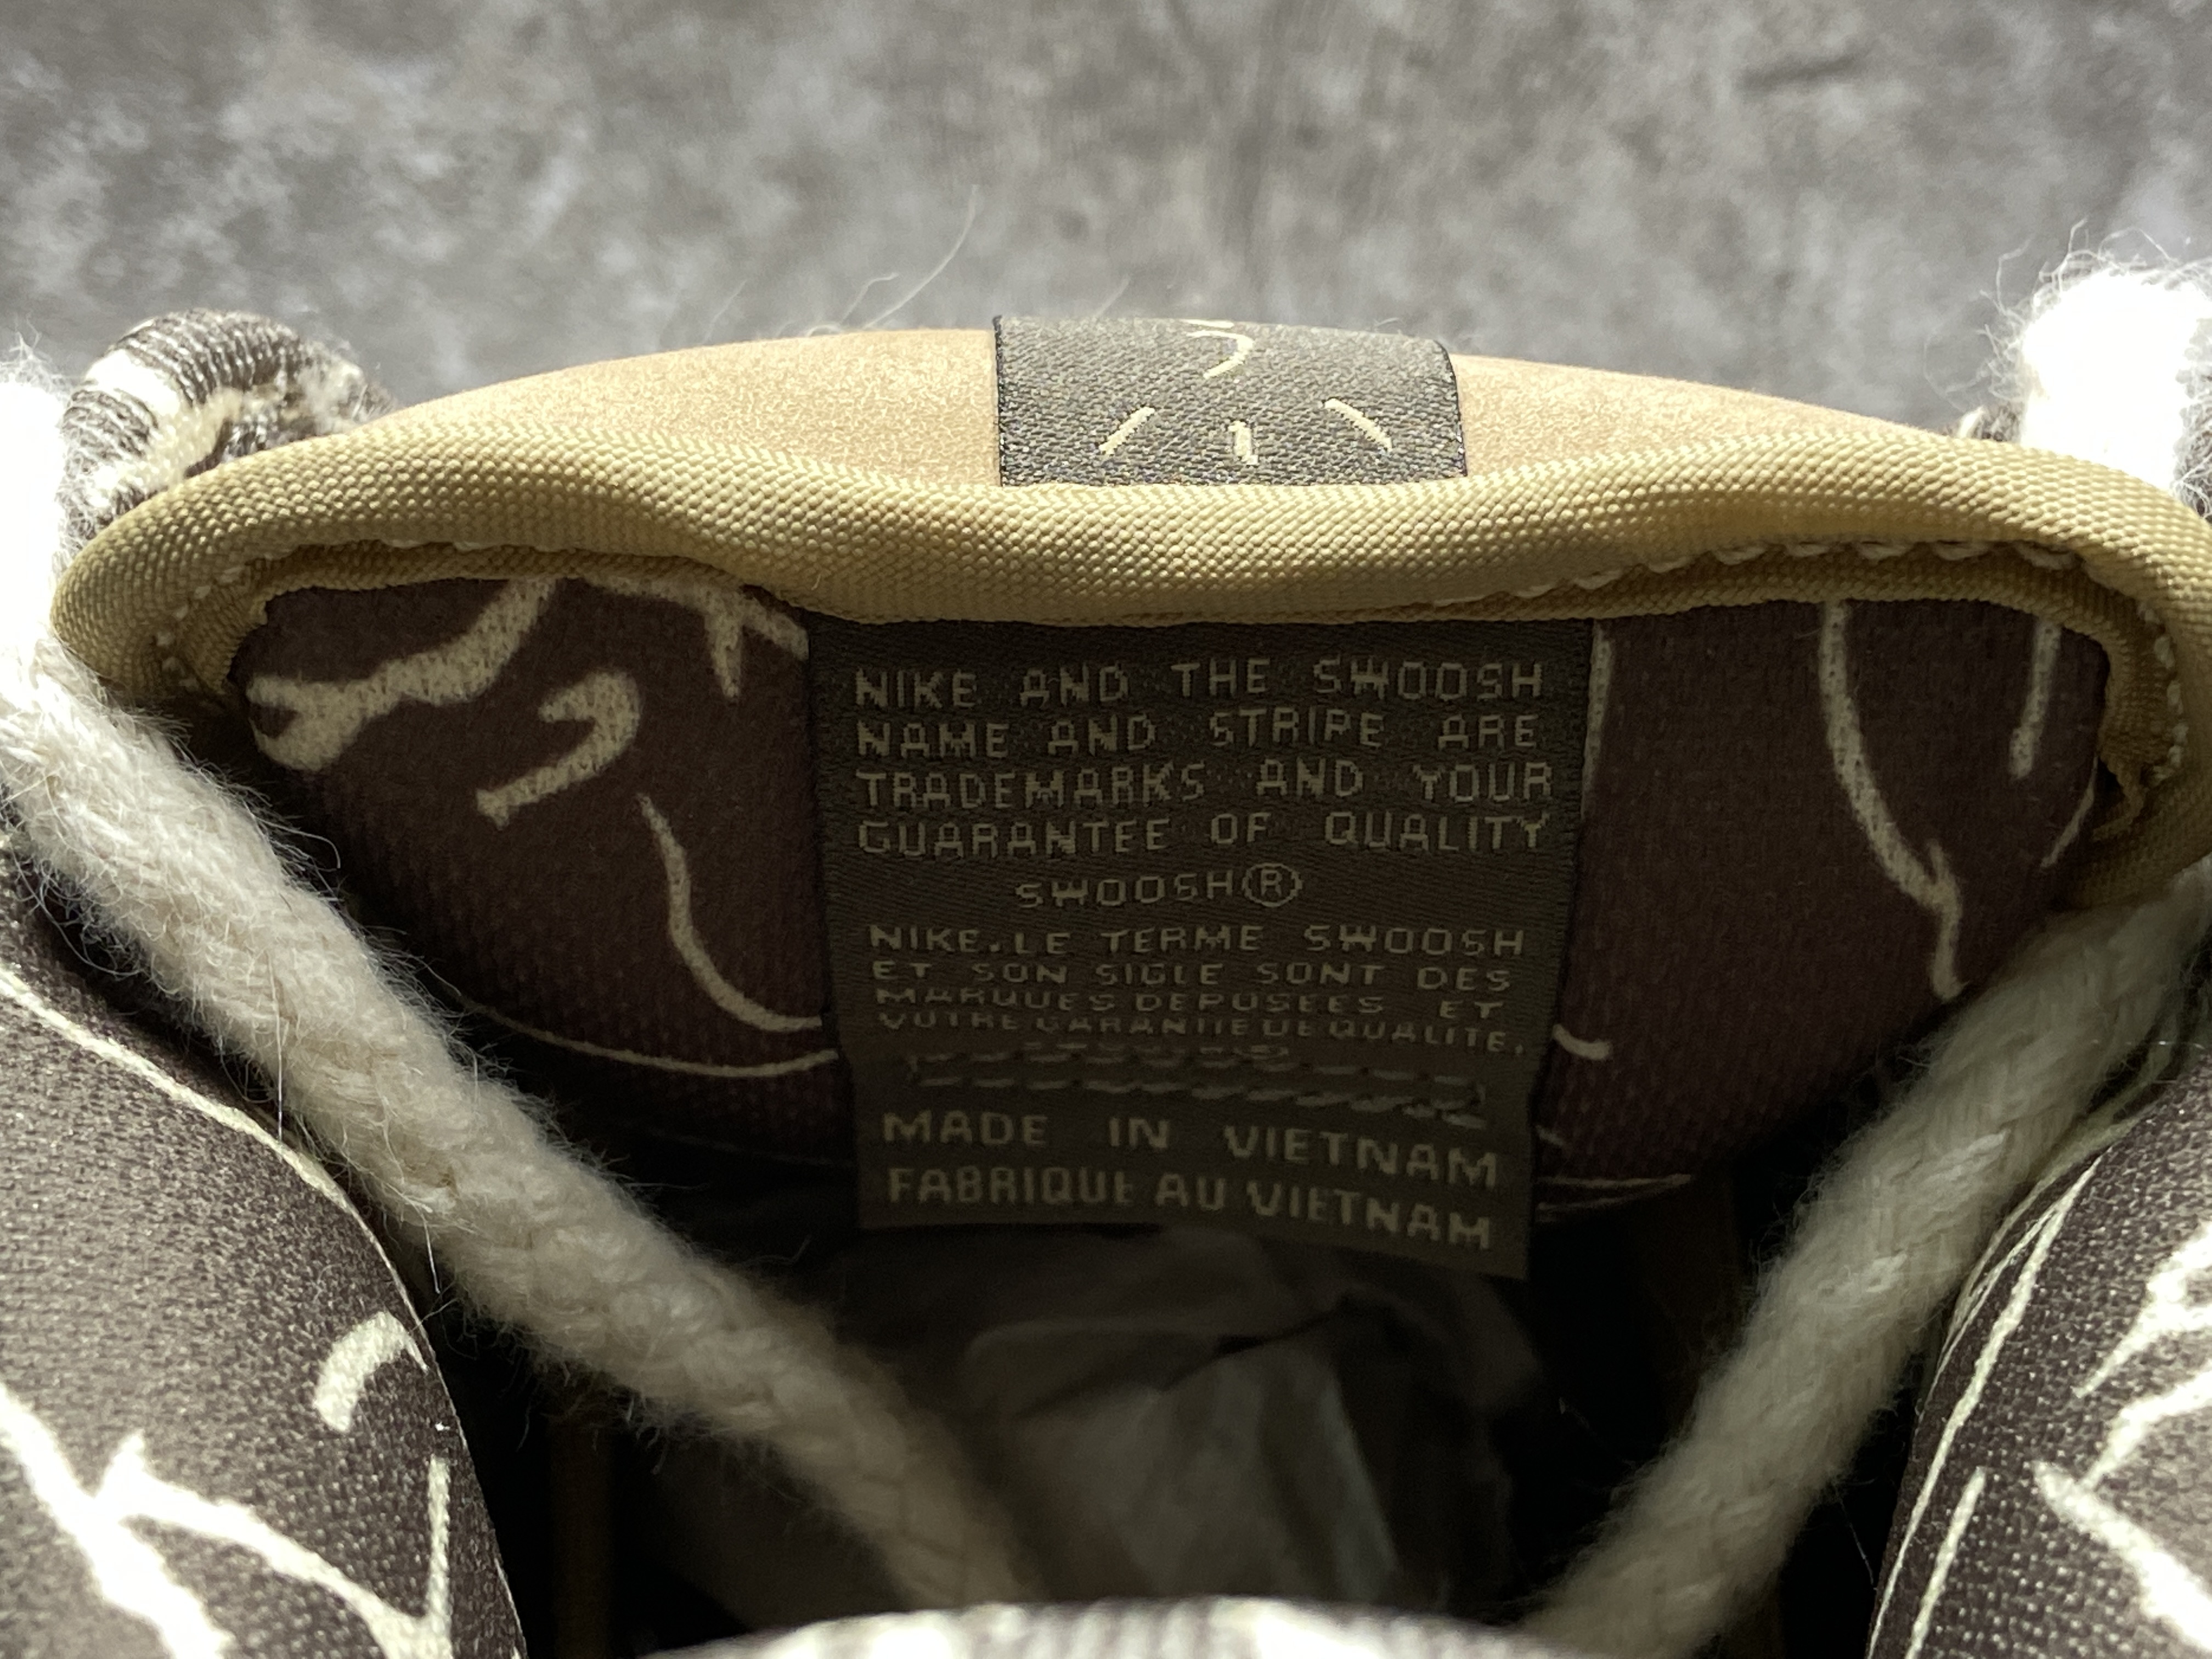 NIKE AND THE SWOOSH
NAME AND STRIPE ARE
TRADEMARKS AND YOUR
GUARANTEE OF QUALITY
SWOOSH®
NIKE.LE TERME SWOOSH
ET SON SIGLE SONT DES
MARQUES DEPOSEES ET
VOTRE GARANTIE DE QUALITE.
MADE IN VIETNAM
FABRIQUE AU VIETNAM